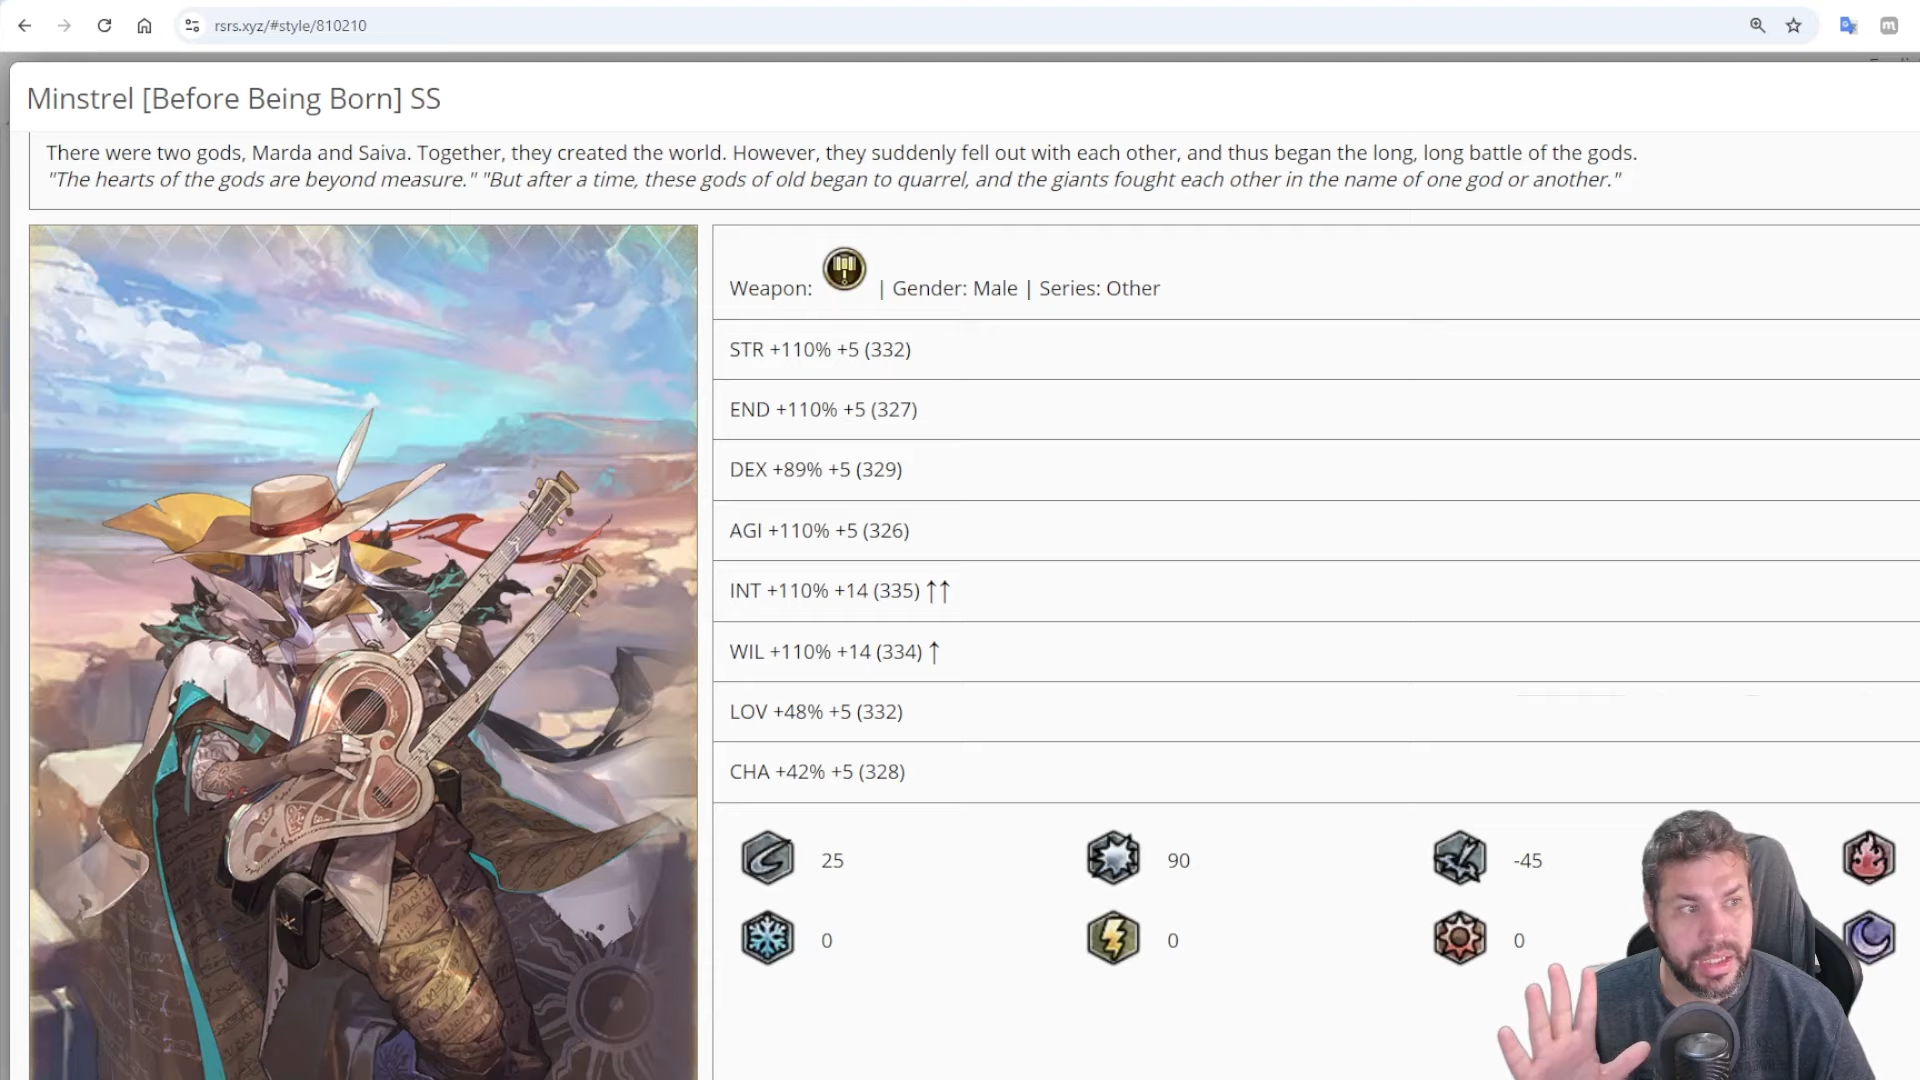 rsrs.xyz/#style/810210
m
Minstrel [Before Being Born] SS
There were two gods, Marda and Saiva. Together, they created the world. However, they suddenly fell out with each other, and thus began the long, long battle of the gods.
"The hearts of the gods are beyond measure." "But after a time, these gods of old began to quarrel, and the giants fought each other in the name of one god or another."
Weapon: | Gender: Male | Series: Other
STR +110% +5 (332)
END +110% +5 (327)
DEX +89% +5 (329)
AGI +110% +5 (326)
INT +110% +14 (335) ↑↑
WIL +110% +14 (334) ↑
LOV +48% +5 (332)
CHA +42% +5 (328)
25 90 -45
0 0 0